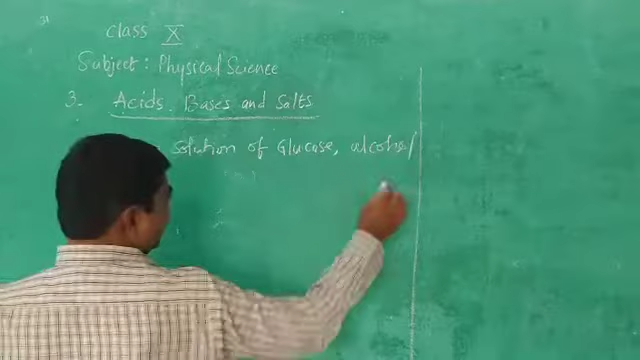 Class X
Subject: Physical Science
3. Acids. Bases and Salts
solution of Glucose, alcohol